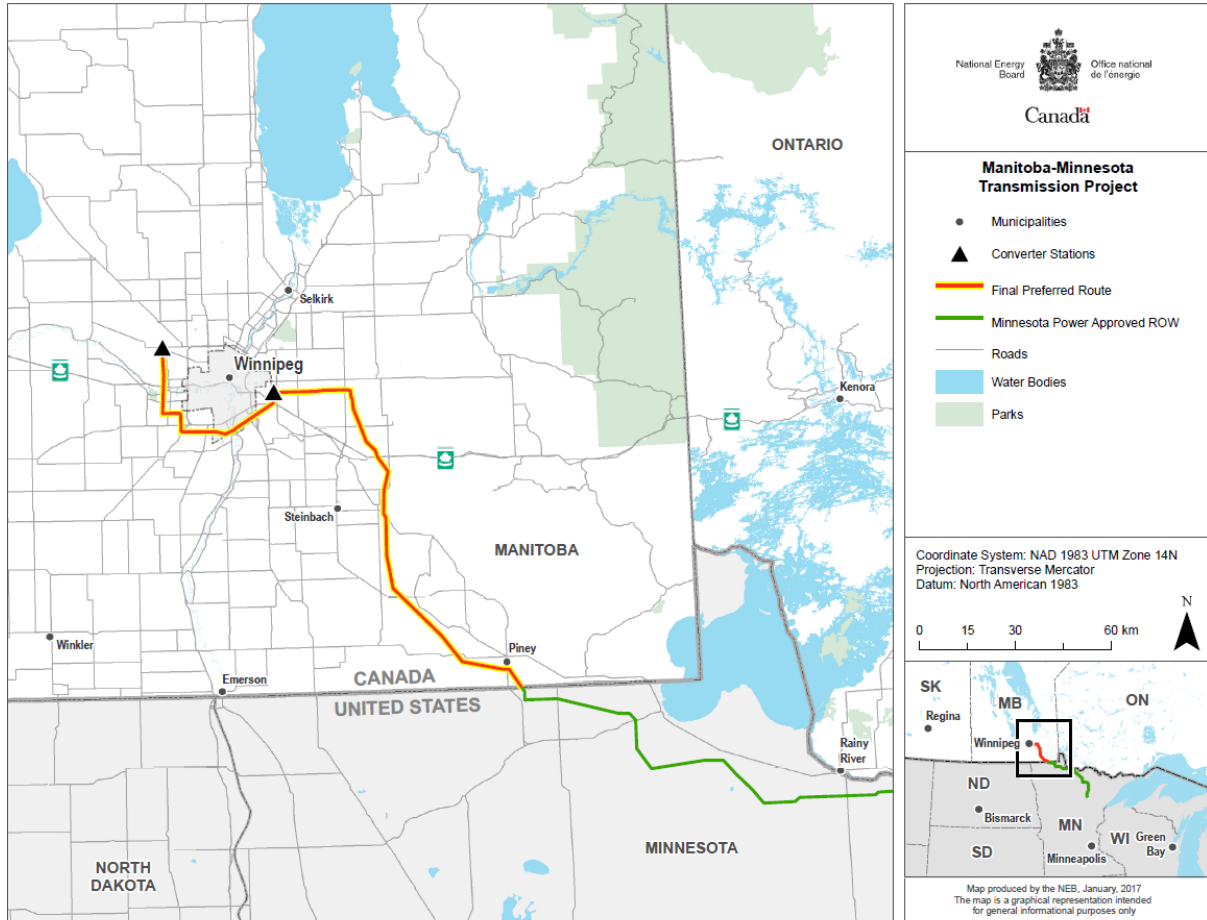 ONTARIO
Selkirk
Winnipeg
Kenora
Steinbach
MANITOBA
Winkler
Piney
Emerson
CANADA
UNITED STATES
Rainy
River
MINNESOTA
NORTH
DAKOTA
National Energy
Board
Office national
de l'énergie
Canada
Manitoba-Minnesota
Transmission Project
Municipalities
Converter Stations
Final Preferred Route
Minnesota Power Approved ROW
Roads
Water Bodies
Parks
Coordinate System: NAD 1983 UTM Zone 14N
Projection: Transverse Mercator
Datum: North American 1983
N
0 15 30 60 km
SK
MB
ON
Regina
Winnipeg
ND
Bismarck
MN
WI
Green
Bay
SD
Minneapolis
Map produced by the NEB, January, 2017
The map is a graphical representation intended
for general informational purposes only